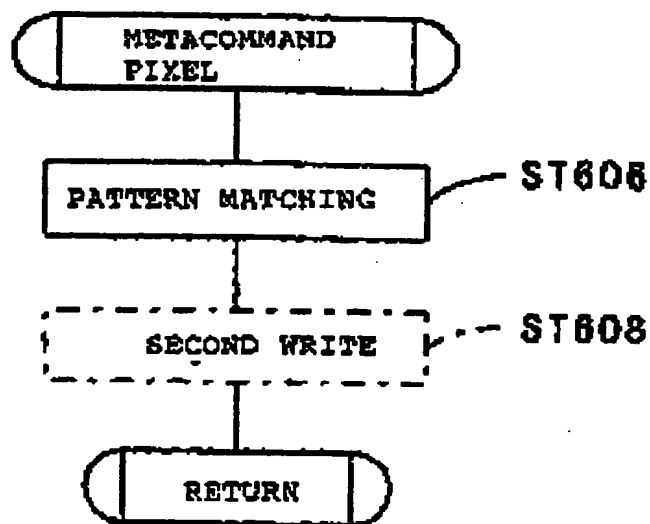 METACOMMAND
PIXEL
PATTERN MATCHING
ST606
SECOND WRITE
ST608
RETURN